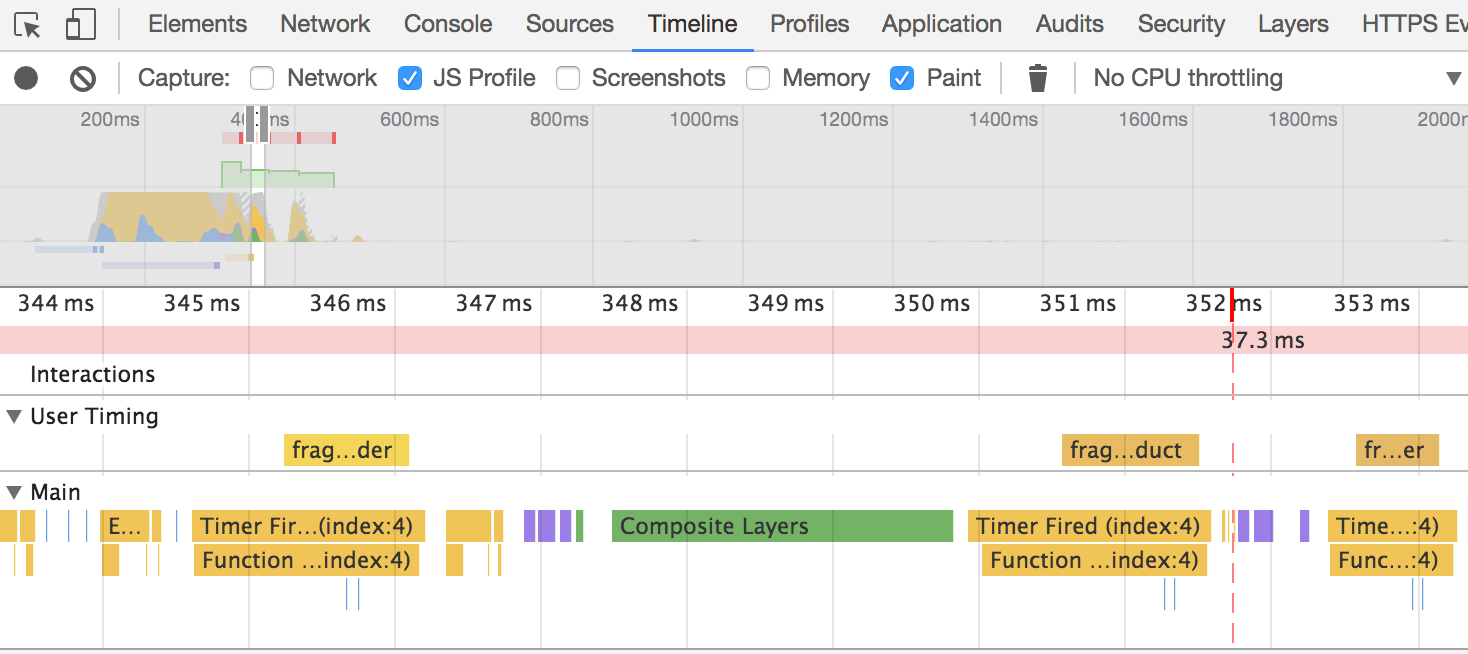 Elements Network Console Sources Timeline Profiles Application Audits Security Layers HTTPS Ev
Capture: Network JS Profile Screenshots Memory Paint No CPU throttling
200ms 600ms 800ms 1000ms 1200ms 1400ms 1600ms 1800ms 2000
344 ms 345 ms 346 ms 347 ms 348 ms 349 ms 350 ms 351 ms 352 ms 353 ms
37.3 ms
Interactions
User Timing
frag...der frag...duct fr...er
Main
E... Timer Fir...(index:4) Composite Layers Timer Fired (index:4) Time...:4)
Function ...index:4) Function ...index:4) Func...:4)